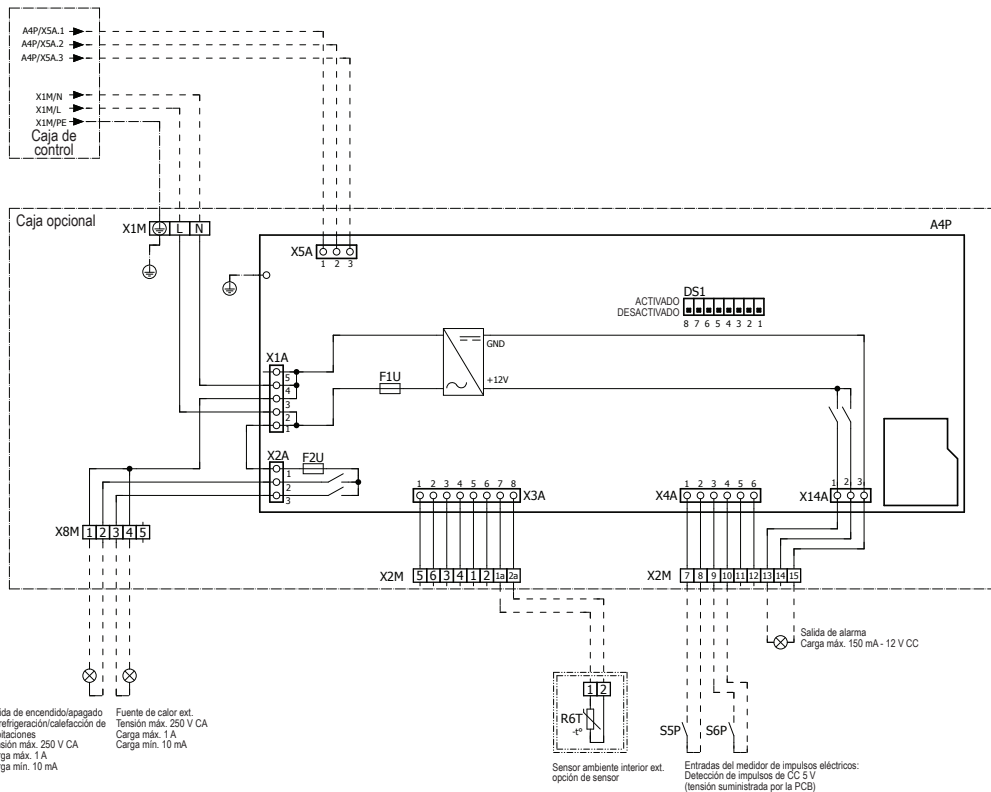 A4P/X5A.1
A4P/X5A.2
A4P/X5A.3
X1M/N
X1M/L
X1M/PE
Caja de
control
Caja opcional
X1M L N
A4P
X5A
1 2 3
DS1
ACTIVADO
DESACTIVADO
8 7 6 5 4 3 2 1
GND
+12V
F1U
X1A
5
4
3
2
1
X2A
F2U
1
2
3
1 2 3 4 5 6 7 8
X3A
X4A
1 2 3 4 5 6
X14A
1 2 3
X8M 1 2 3 4 5
X2M 5 6 3 4 1 2 1a 2a
X2M 7 8 9 10 11 12 13 14 15
Salida de alarma
Carga máx. 150 mA - 12 V CC
1 2
R6T
-t°
S5P
S6P
Sensor ambiente interior ext.
opción de sensor
Entradas del medidor de impulsos eléctricos:
Detección de impulsos de CC 5 V
(tensión suministrada por la PCB)
ida de encendido/apagado
refrigeración/calefacción de
itaciones
sión máx. 250 V CA
rga máx. 1 A
rga mín. 10 mA
Fuente de calor ext.
Tensión máx. 250 V CA
Carga máx. 1 A
Carga mín. 10 mA